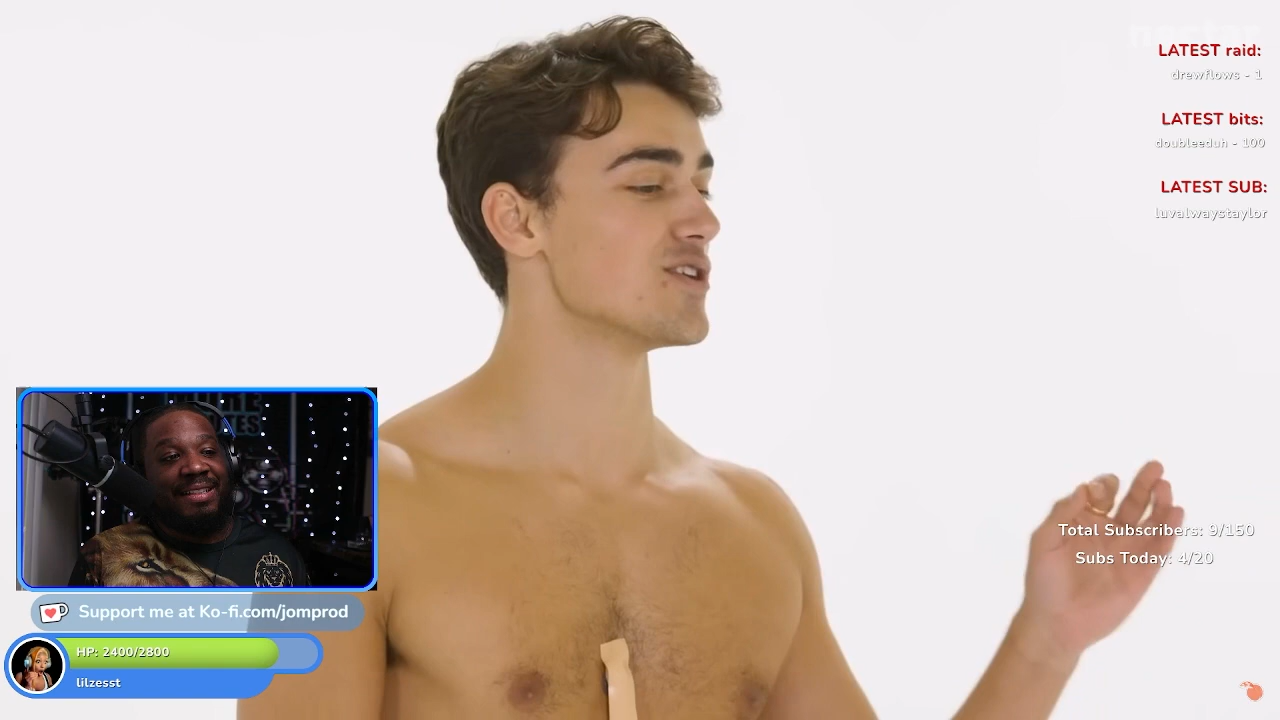 LATEST raid:
drewflows - 1
LATEST bits:
doubleeduh - 100
LATEST SUB:
luvalwaystaylor
Total Subscribers: 9/150
Subs Today: 4/20
Support me at Ko-fi.com/jomprod
HP: 2400/2800
lilzesst